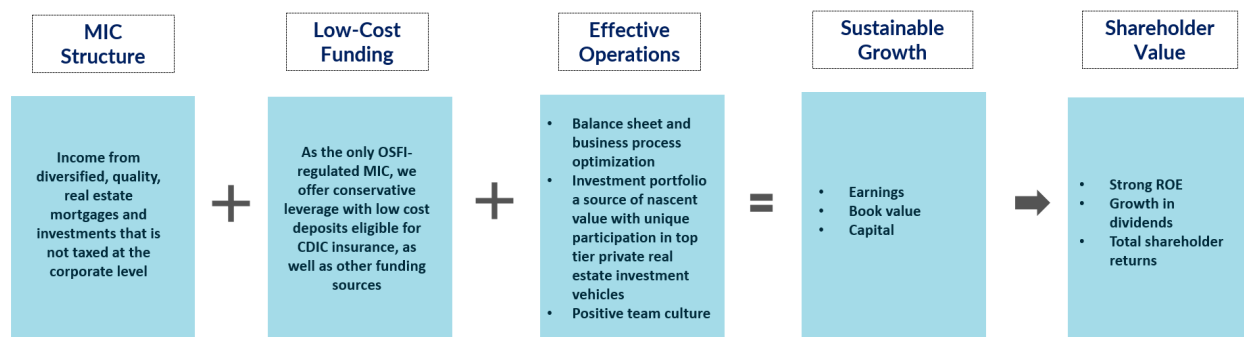 MIC
Structure
Low-Cost
Funding
Effective
Operations
Sustainable
Growth
Shareholder
Value
Income from
diversified, quality,
real estate
mortgages and
investments that is
not taxed at the
corporate level
+
As the only OSFI-
regulated MIC, we
offer conservative
leverage with low cost
deposits eligible for
CDIC insurance, as
well as other funding
sources
+
• Balance sheet and
business process
optimization
• Investment portfolio
a source of nascent
value with unique
participation in top
tier private real
estate investment
vehicles
• Positive team culture
=
• Earnings
• Book value
• Capital
• Strong ROE
• Growth in
dividends
• Total shareholder
returns